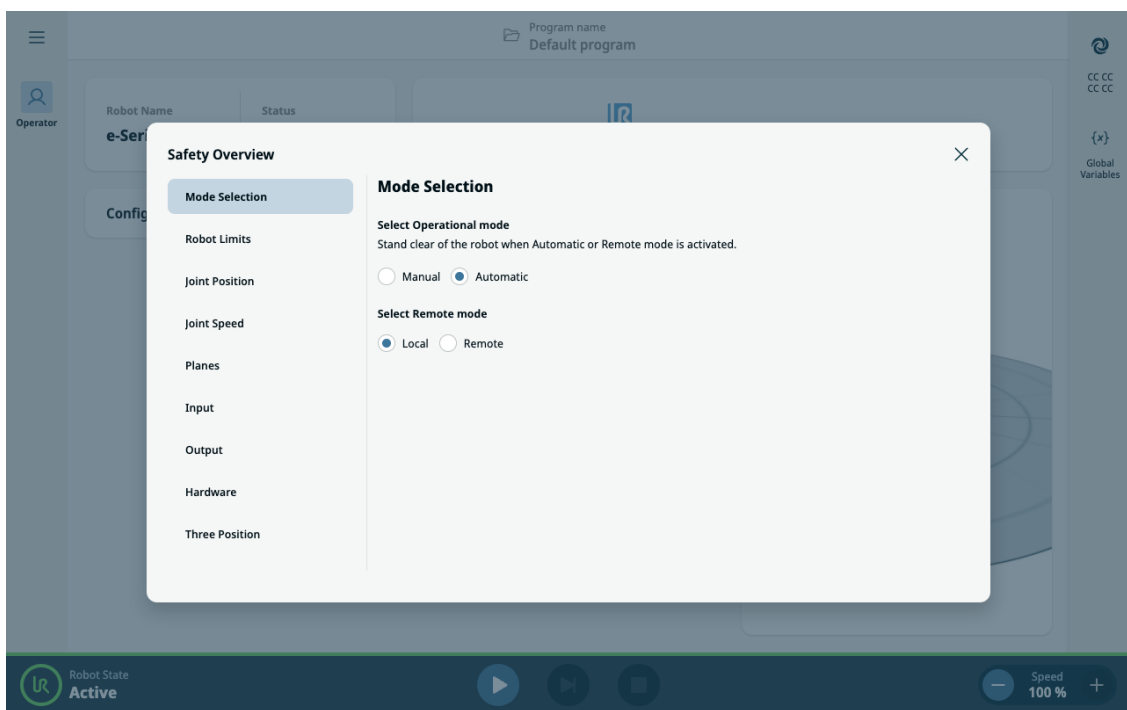 Program name
Default program
Operator
Robot Name
Status
e-Seri
Config
CC CC
CC CC
{x}
Global
Variables
Safety Overview
Mode Selection
Robot Limits
Joint Position
Joint Speed
Planes
Input
Output
Hardware
Three Position
Mode Selection
Select Operational mode
Stand clear of the robot when Automatic or Remote mode is activated.
Manual Automatic
Select Remote mode
Local Remote
Robot State
Active
Speed
100 %